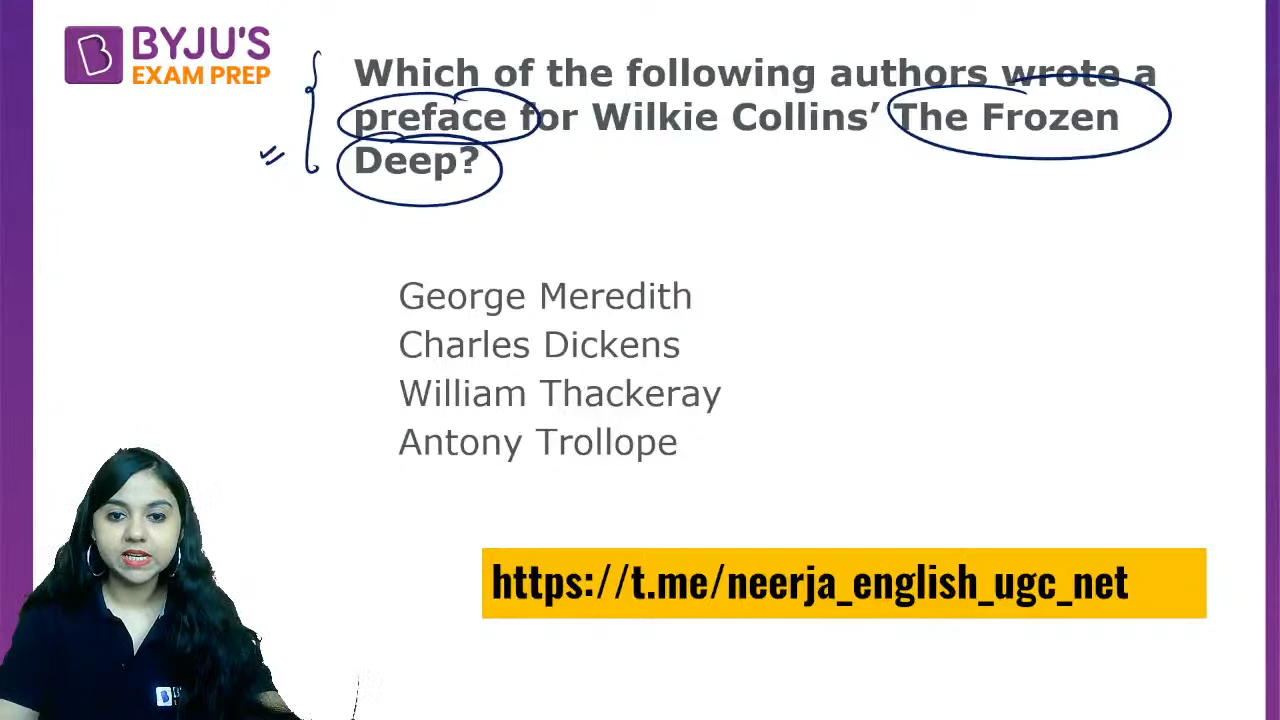 BYJU'S
EXAM PREP
Which of the following authors wrote a
preface for Wilkie Collins’ The Frozen
Deep?
George Meredith
Charles Dickens
William Thackeray
Antony Trollope
https://t.me/neerja_english_ugc_net